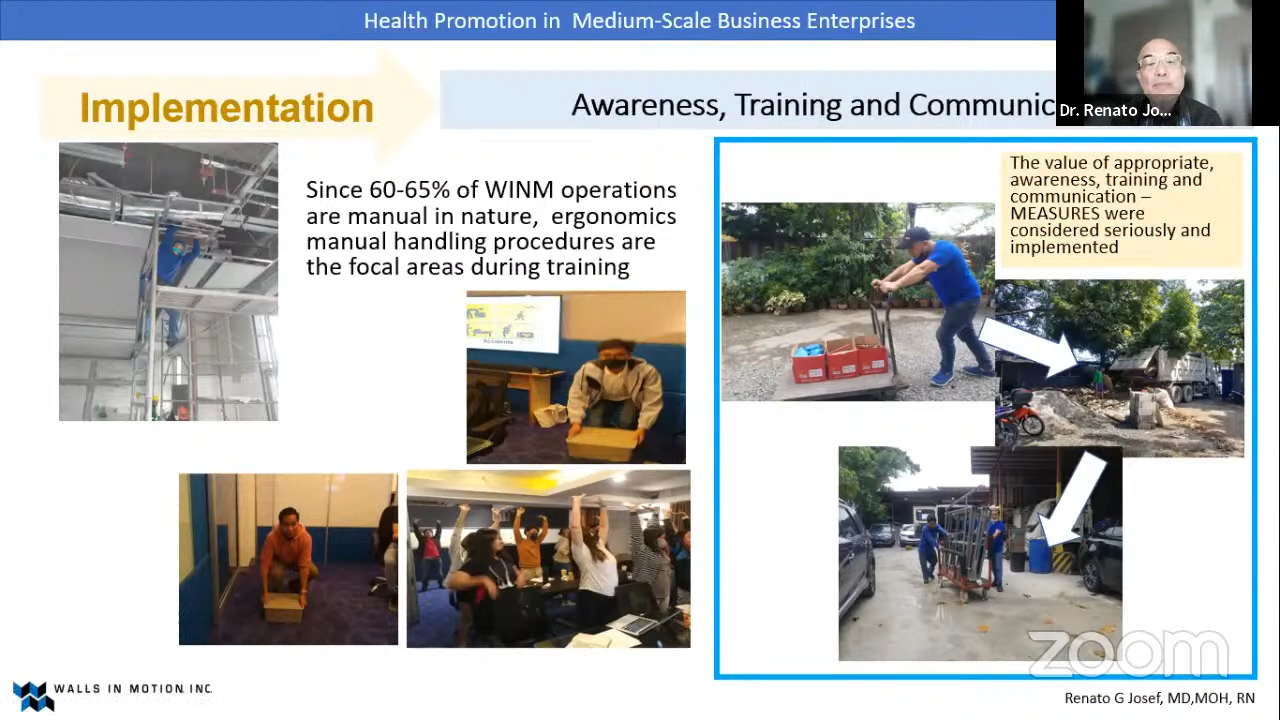 Health Promotion in Medium-Scale Business Enterprises
Dr. Renato Jo...
Implementation
Awareness, Training and Communic
Since 60-65% of WINM operations
are manual in nature, ergonomics
manual handling procedures are
the focal areas during training
The value of appropriate,
awareness, training and
communication –
MEASURES were
considered seriously and
implemented
Accidents
zoom
WALLS IN MOTION, INC.
Renato G Josef, MD,MOH, RN